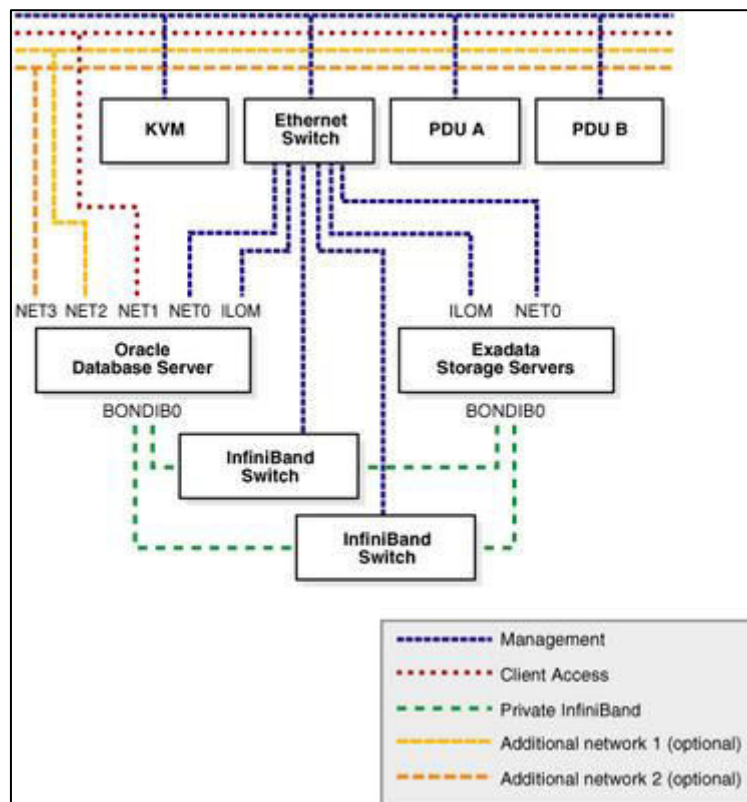 KVM
Ethernet
Switch
PDU A
PDU B
NET3 NET2 NET1 NET0 ILOM
ILOM NET0
Oracle
Database Server
Exadata
Storage Servers
BONDIB0
BONDIB0
InfiniBand
Switch
InfiniBand
Switch
Management
Client Access
Private InfiniBand
Additional network 1 (optional)
Additional network 2 (optional)